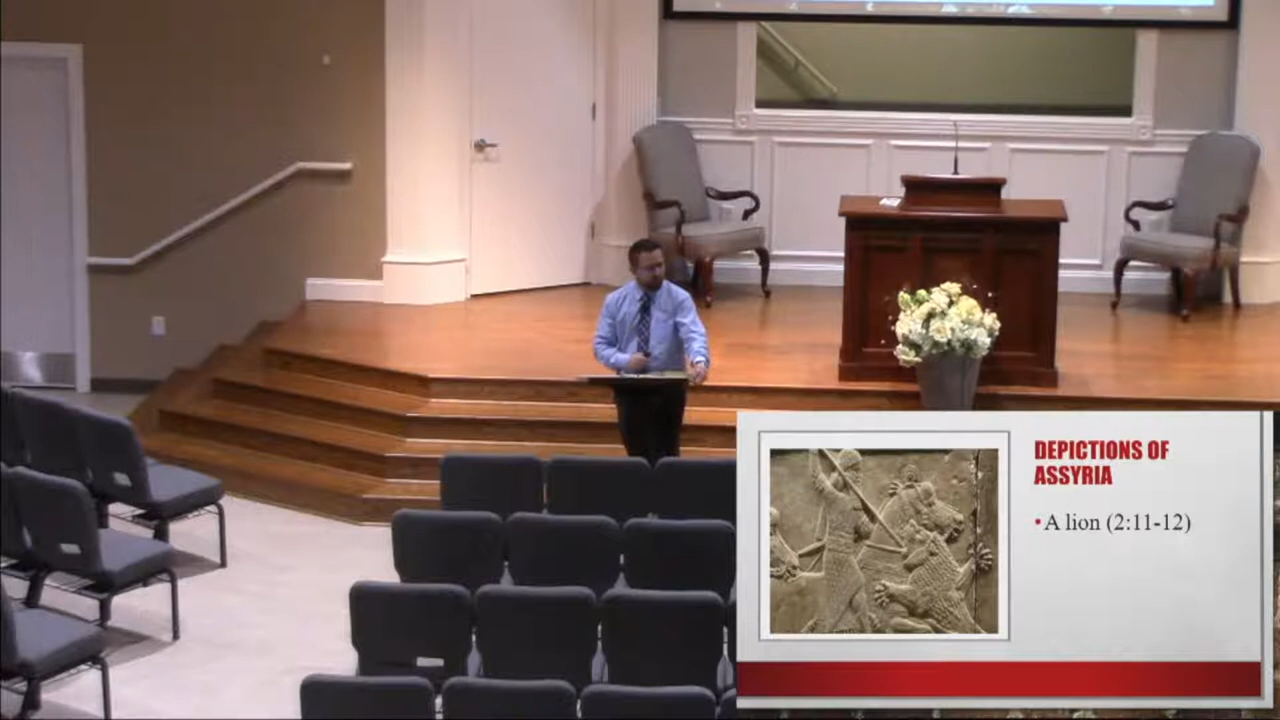 DEPICTIONS OF
ASSYRIA
•A lion (2:11-12)